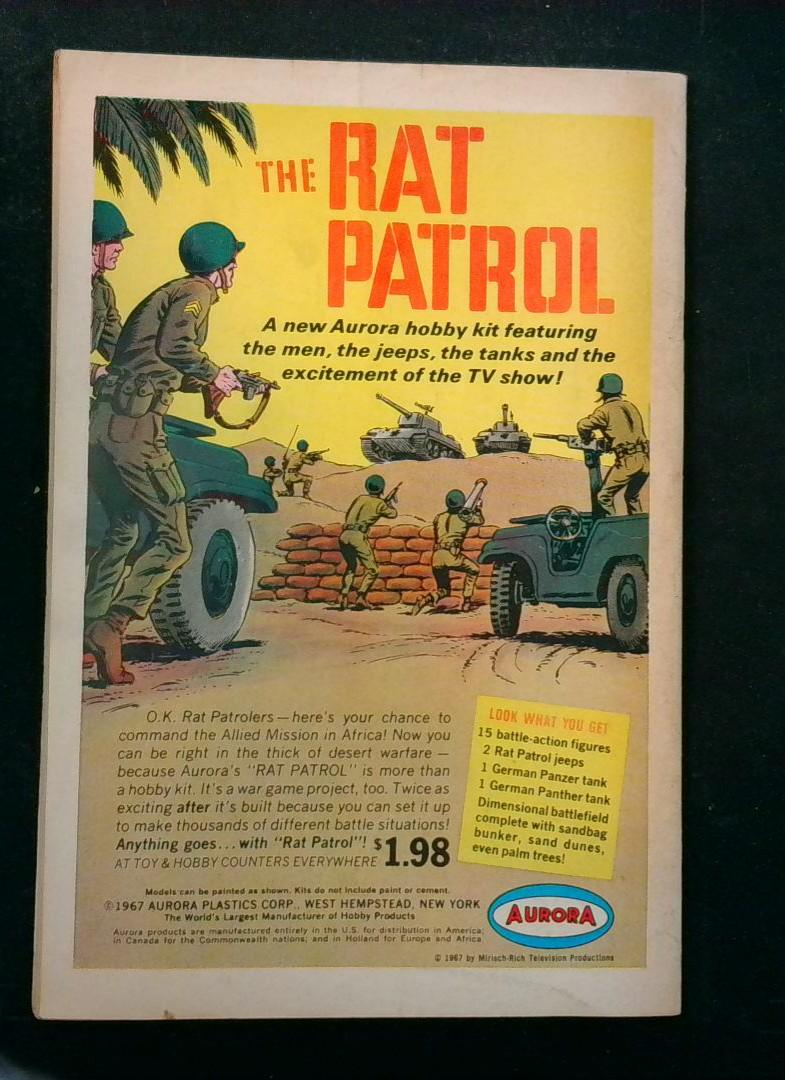 THE RAT
PATROL
A new Aurora hobby kit featuring
the men, the jeeps, the tanks and the
excitement of the TV show!
O.K. Rat Patrolers — here's your chance to
command the Allied Mission in Africa! Now you
can be right in the thick of desert warfare —
because Aurora's "RAT PATROL" is more than
a hobby kit. It's a war game project, too. Twice as
exciting after it's built because you can set it up
to make thousands of different battle situations!
Anything goes... with "Rat Patrol"! $1.98
AT TOY & HOBBY COUNTERS EVERYWHERE
LOOK WHAT YOU GET
15 battle-action figures
2 Rat Patrol jeeps
1 German Panzer tank
1 German Panther tank
Dimensional battlefield
complete with sandbag
bunker, sand dunes,
even palm trees!
Models can be painted as shown. Kits do not include paint or cement.
©1967 AURORA PLASTICS CORP., WEST HEMPSTEAD, NEW YORK
The World's Largest Manufacturer of Hobby Products
Aurora products are manufactured entirely in the U.S. for distribution in America;
in Canada for the Commonwealth nations; and in Holland for Europe and Africa
AURORA
© 1967 by Mirisch-Rich Television Productions